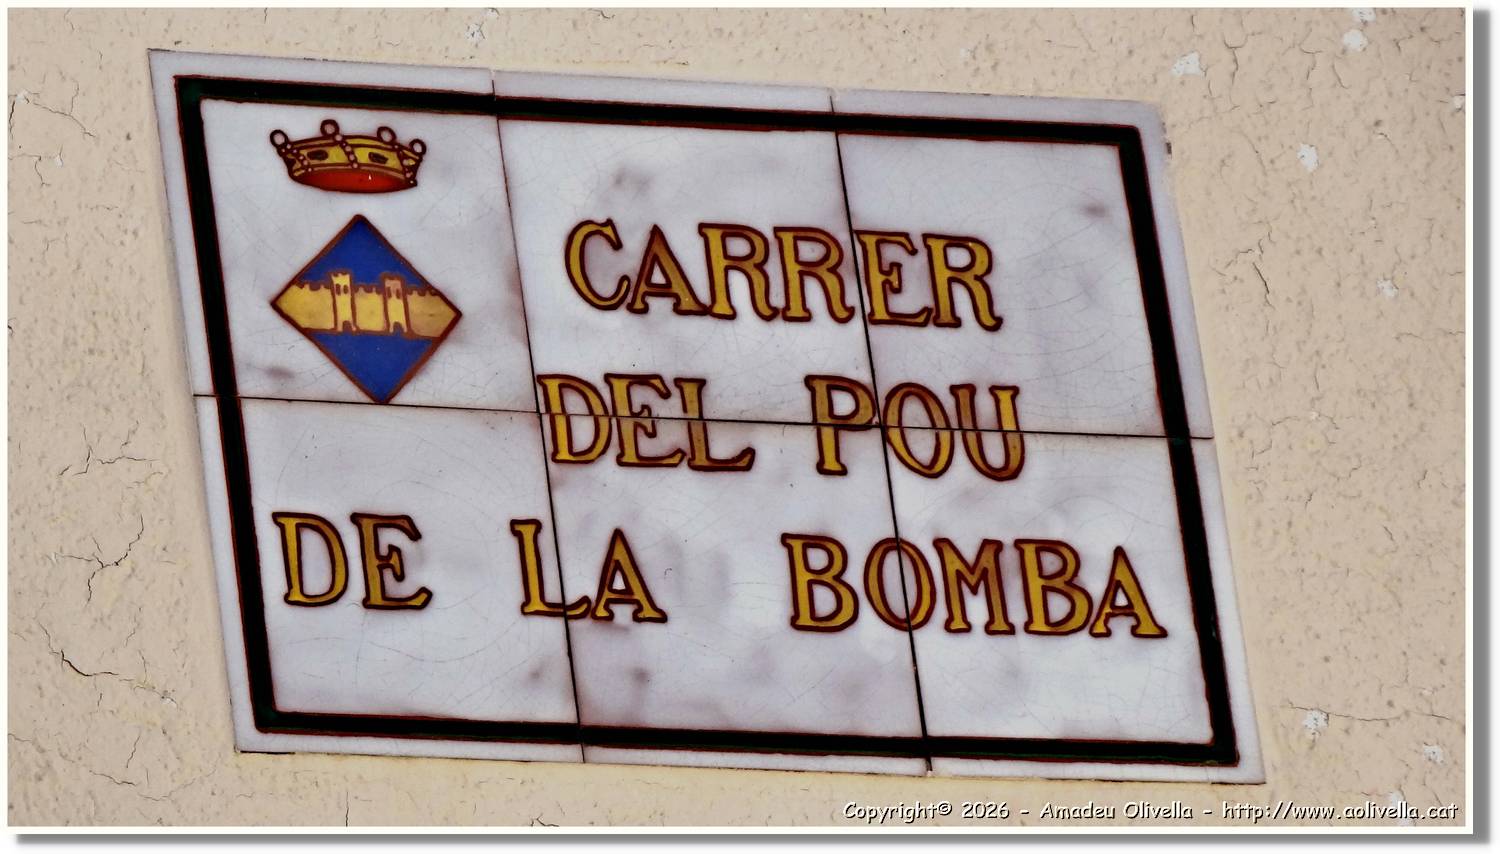 CARRER
DEL POU
DE LA BOMBA
Copyright© 2026 - Amadeu Olivella - http://www.aolivella.cat